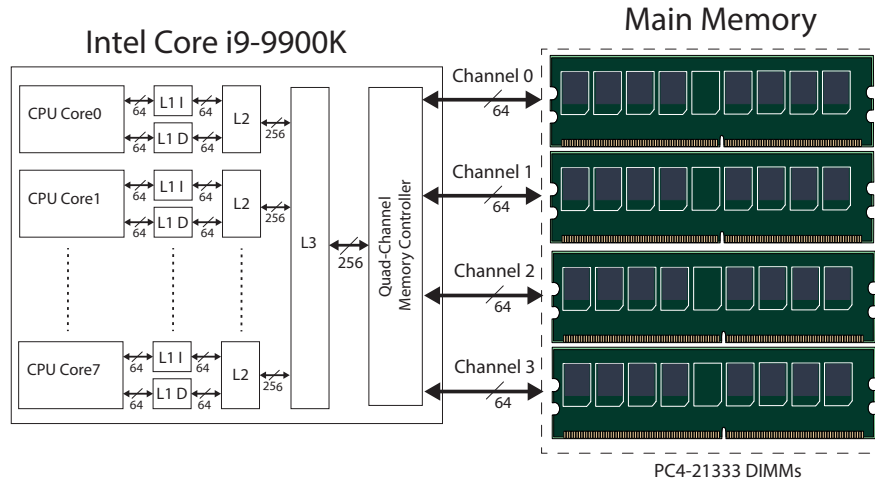 Intel Core i9-9900K
Main Memory
CPU Core0
64
L1 I
64
L2
256
64
L1 D
64
CPU Core1
64
L1 I
64
L2
256
64
L1 D
64
CPU Core7
64
L1 I
64
L2
256
64
L1 D
64
L3
256
Quad-Channel
Memory Controller
Channel 0
64
Channel 1
64
Channel 2
64
Channel 3
64
PC4-21333 DIMMs